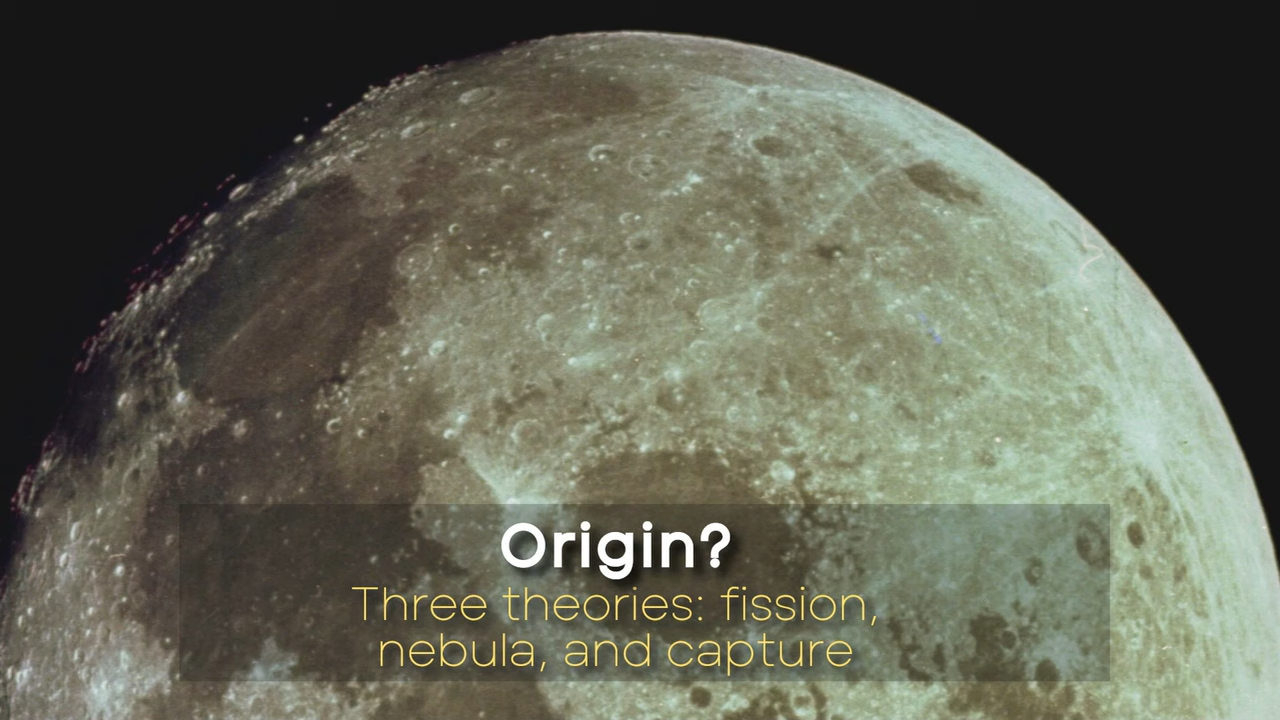 Origin?
Three theories: fission,
nebula, and capture